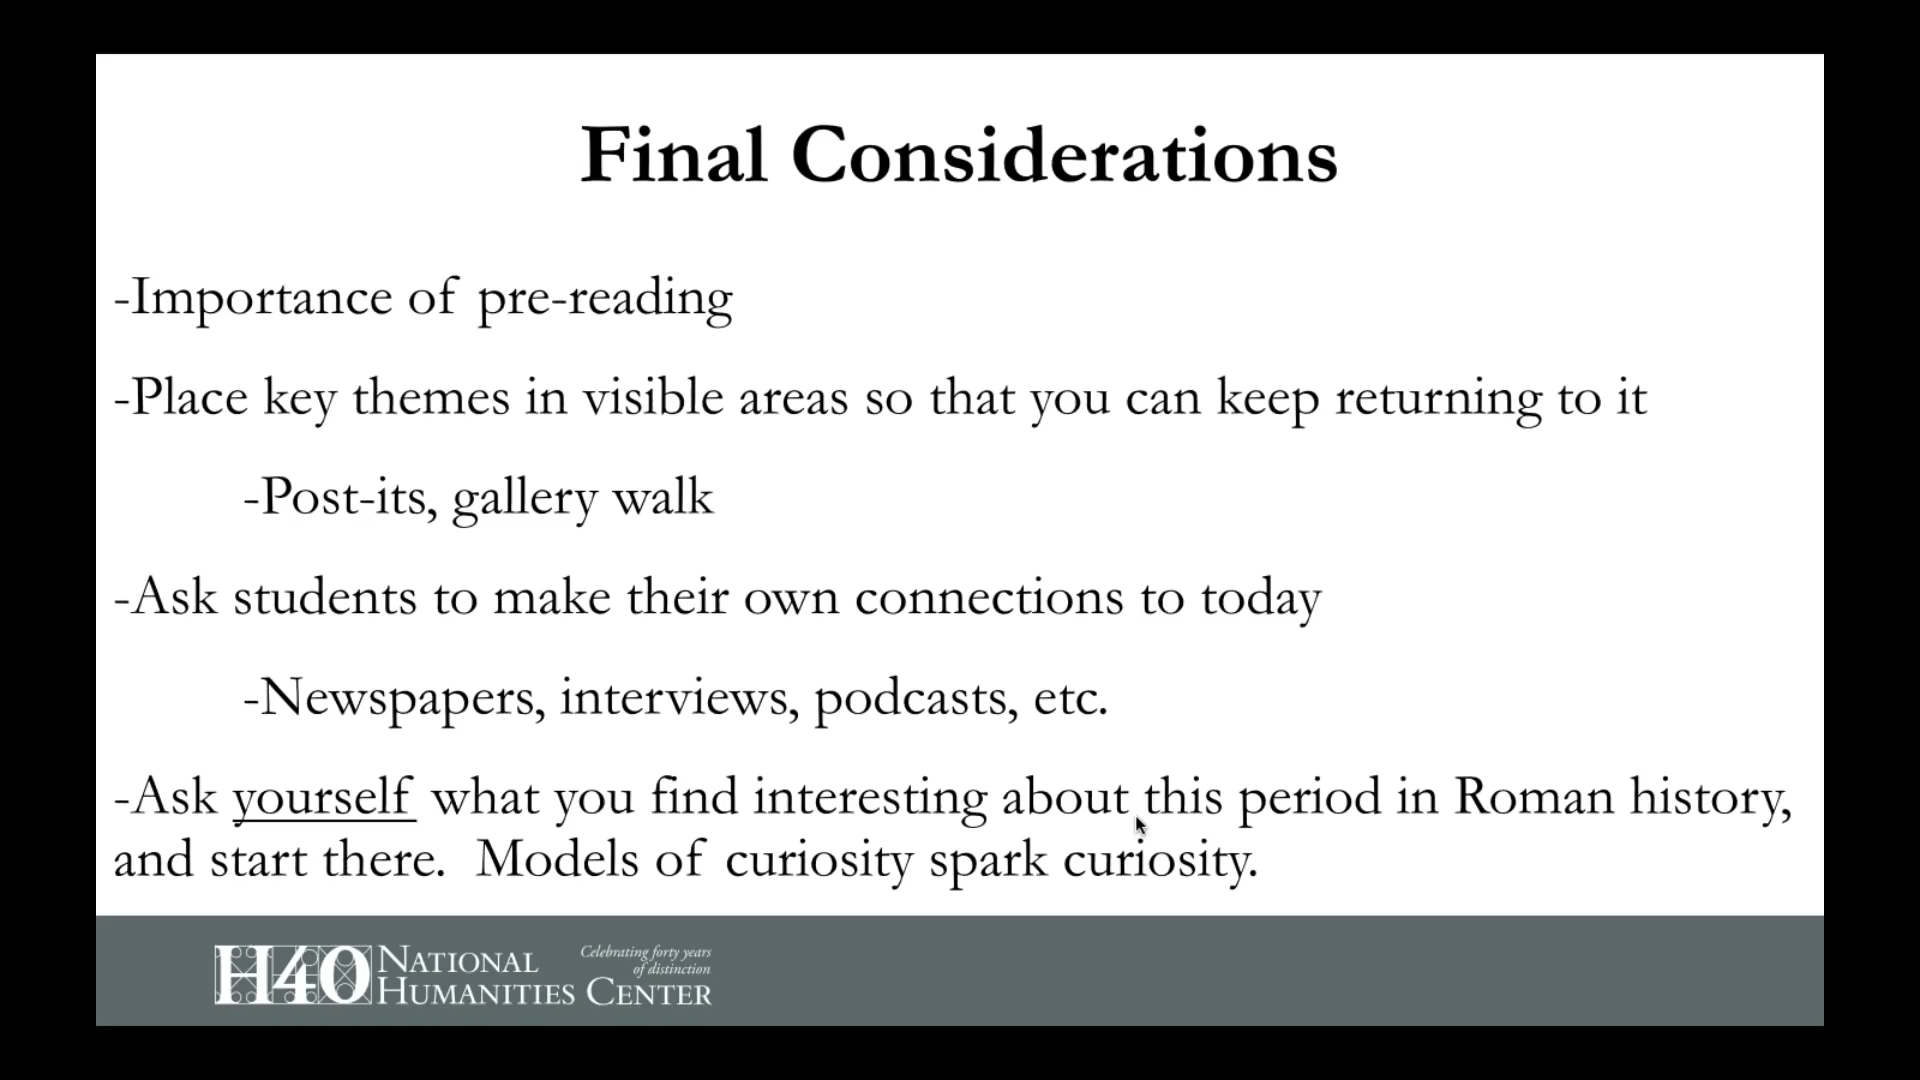 Final Considerations
-Importance of pre-reading
-Place key themes in visible areas so that you can keep returning to it
-Post-its, gallery walk
-Ask students to make their own connections to today
-Newspapers, interviews, podcasts, etc.
-Ask yourself what you find interesting about this period in Roman history,
and start there. Models of curiosity spark curiosity.
H40 NATIONAL HUMANITIES CENTER
Celebrating forty years
of distinction